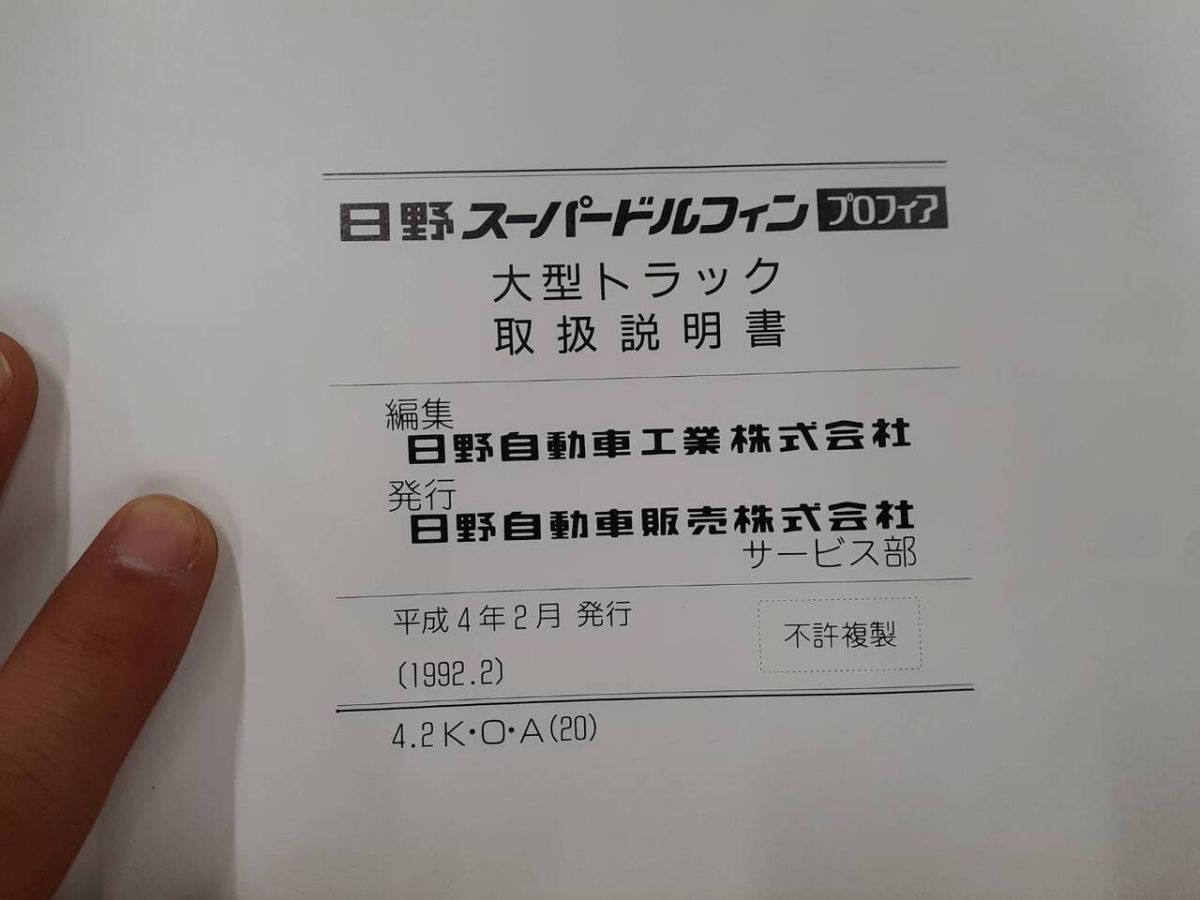 日野スーパードルフィン プロフィア
大型トラック
取扱説明書
編集
日野自動車工業株式会社
発行
日野自動車販売株式会社
サービス部
平成4年2月 発行
不許複製
(1992.2)
4.2 K・O・A(20)